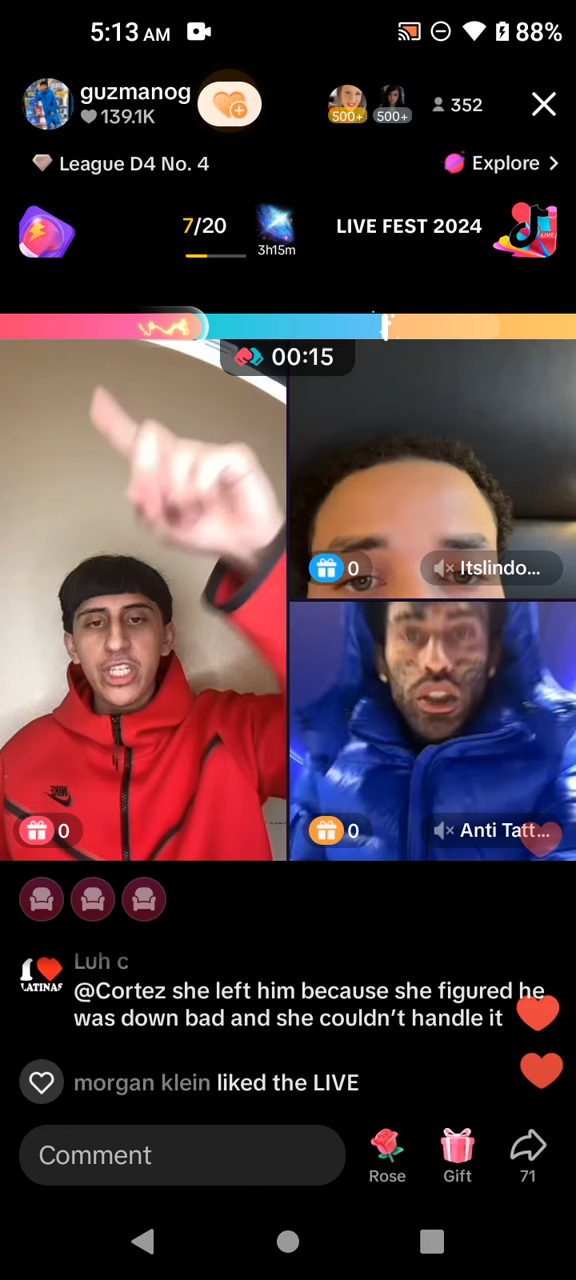 5:13 AM
88%
guzmanog
139.1K
500+
500+
352
League D4 No. 4
Explore
7/20
3h15m
LIVE FEST 2024
LIVE
00:15
0
Itslindo...
0
0
Anti Tatt...
I
LATINAS
Luh c
@Cortez she left him because she figured he
was down bad and she couldn't handle it
morgan klein liked the LIVE
Comment
Rose
Gift
71